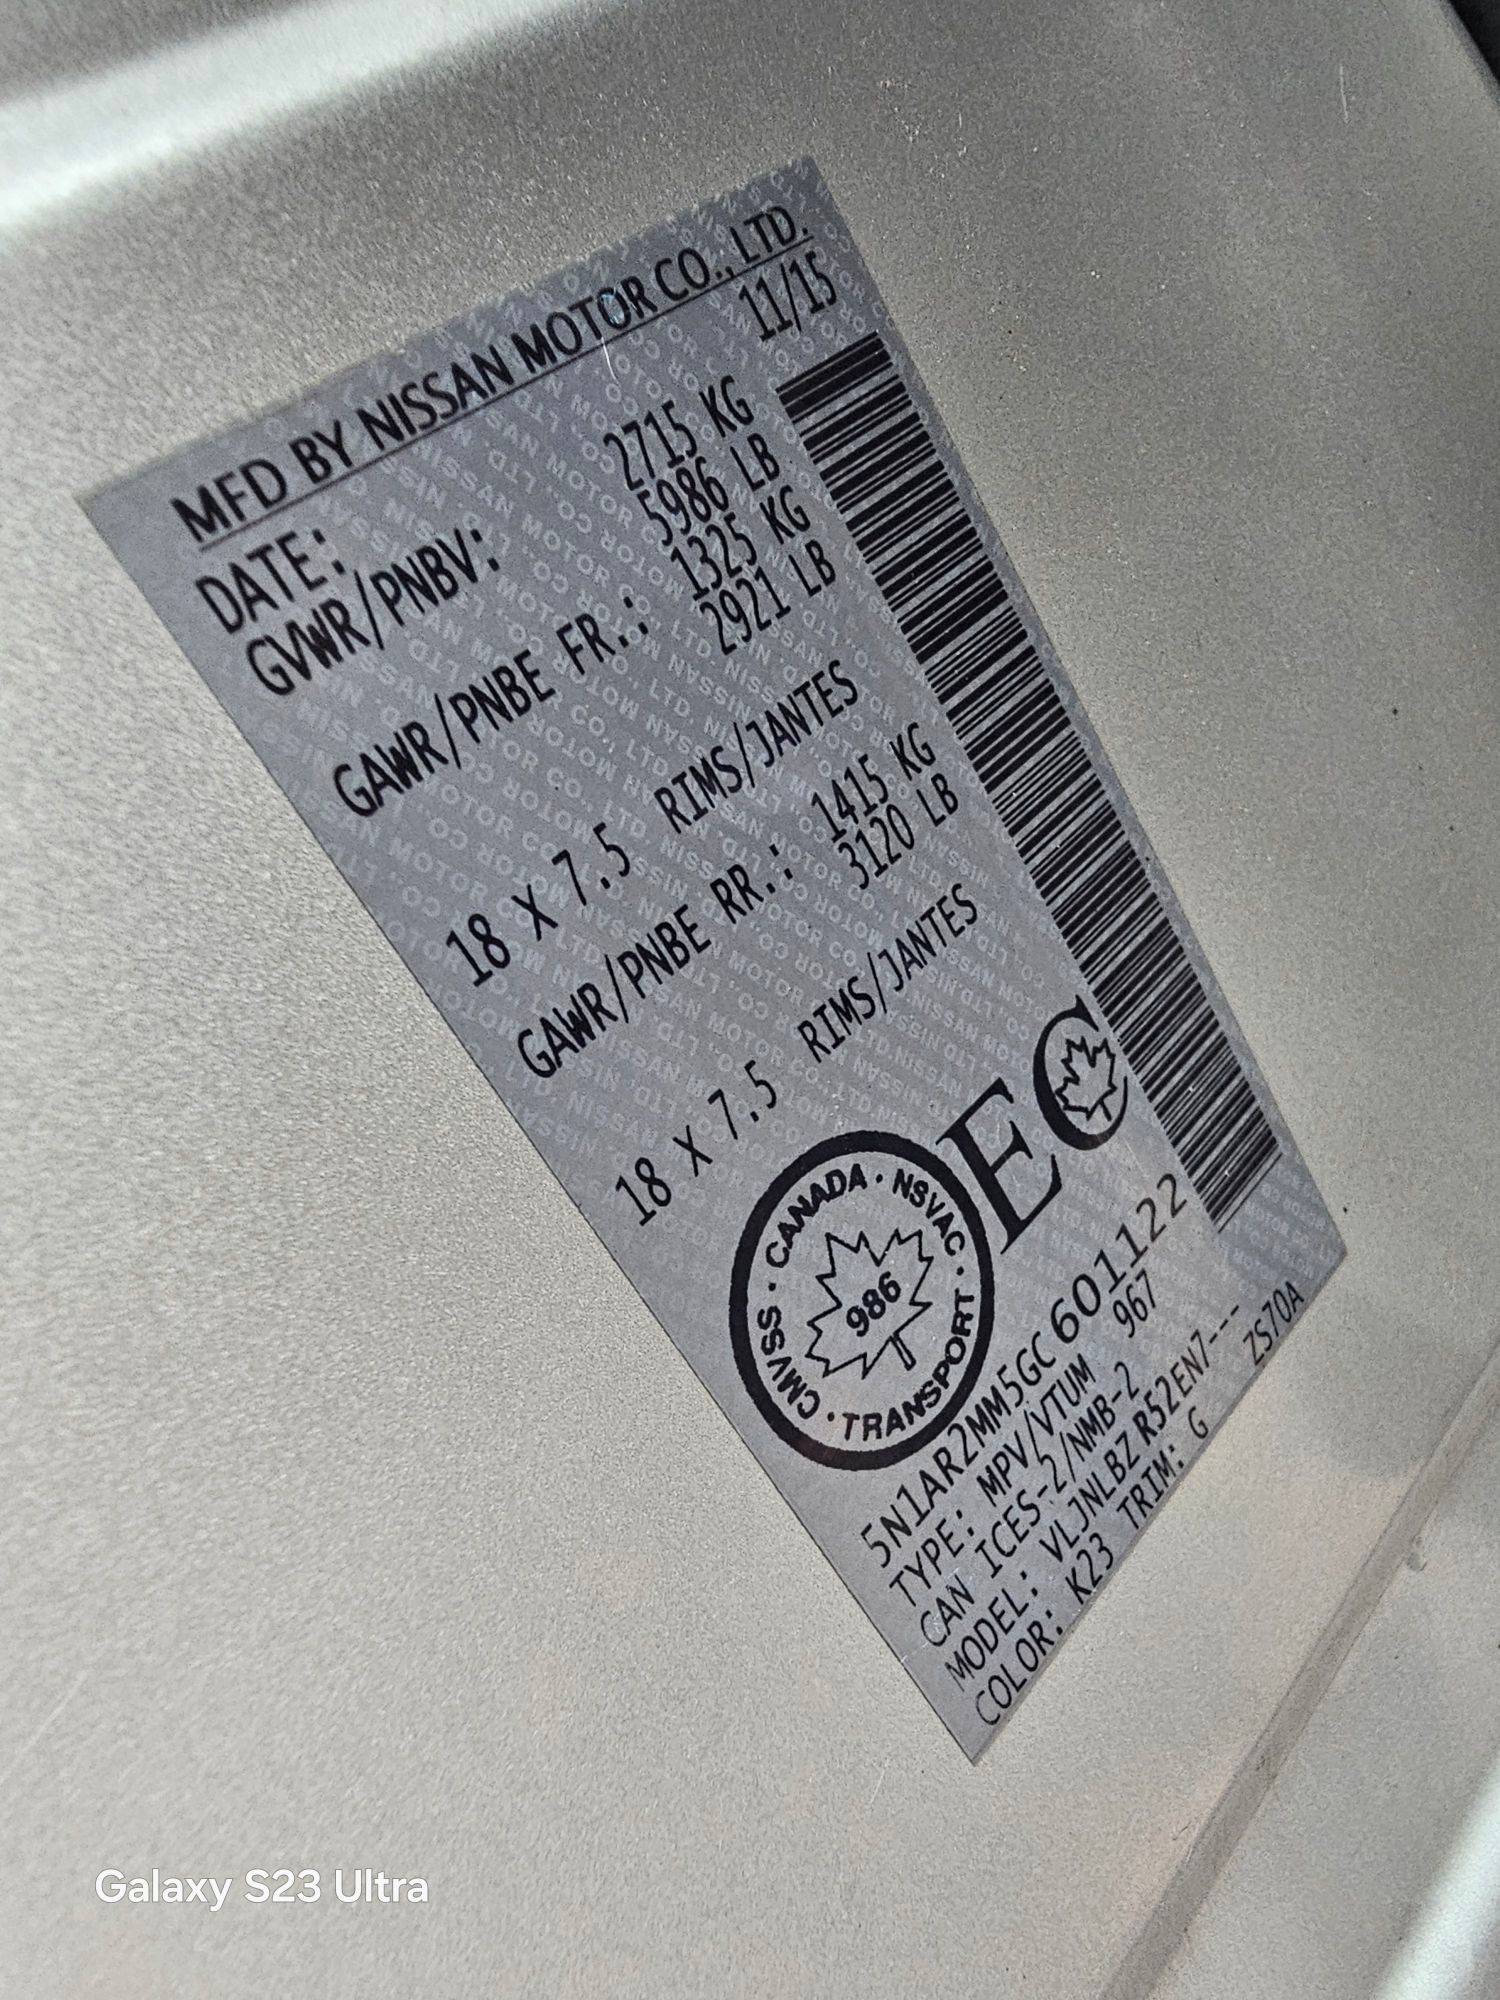 MFD BY NISSAN MOTOR CO., LTD.
DATE: 11/15
GVWR/PNBV: 2715 KG
5986 LB
GAWR/PNBE FR.: 1325 KG
2921 LB
18 X 7.5 RIMS/JANTES
GAWR/PNBE RR.: 1415 KG
3120 LB
18 X 7.5 RIMS/JANTES
CMVSS · CANADA · NSVAC · TRANSPORT ·
986
EC
5N1AR2MM5GC601122
TYPE: MPV/VTUM 967
CAN ICES-2/NMB-2
MODEL: VLJNLBZ R52EN7---
COLOR: K23 TRIM: G ZS70A
Galaxy S23 Ultra